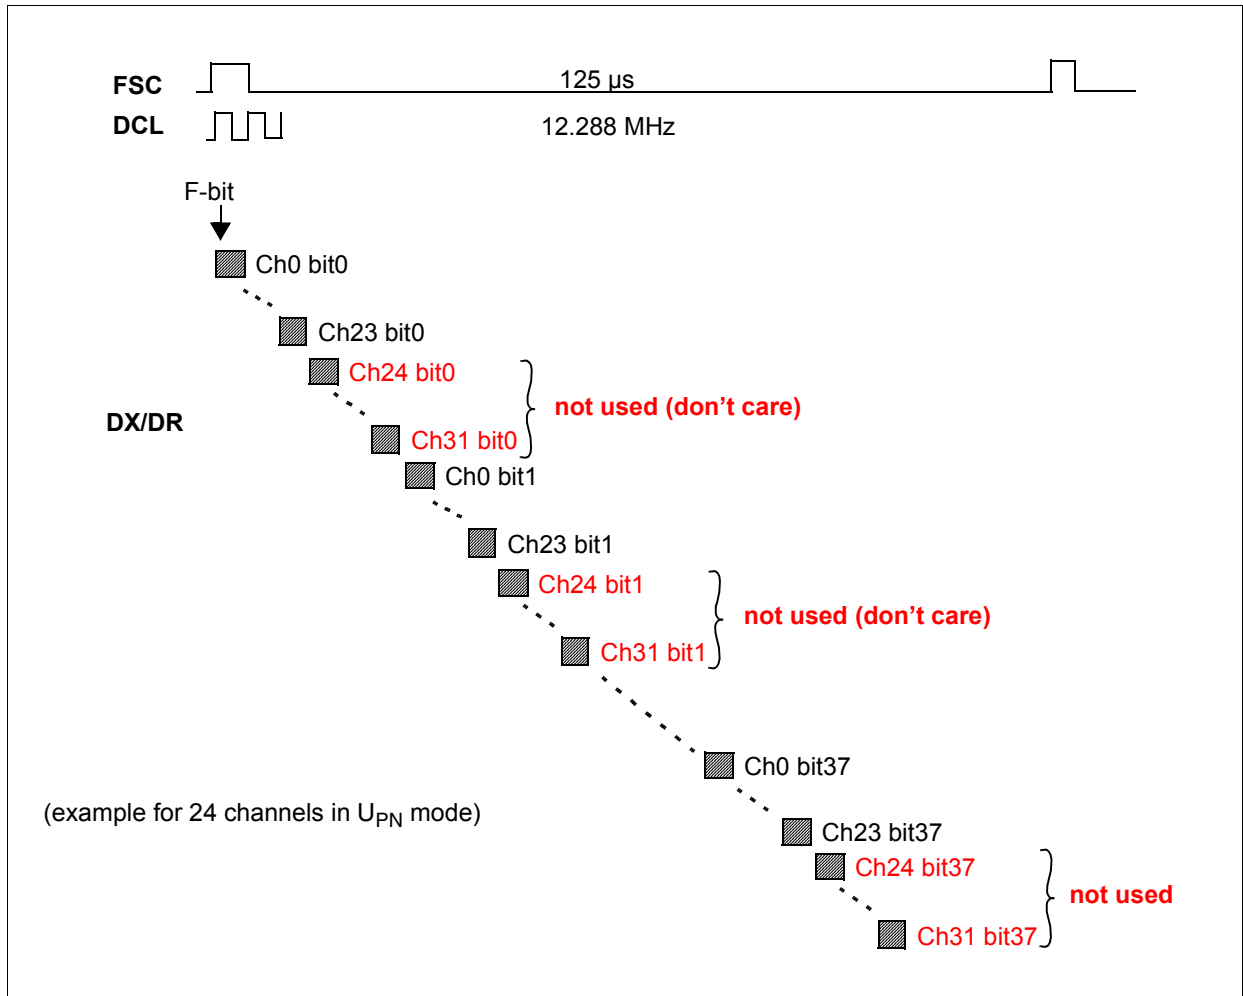 FSC
125 µs
DCL
12.288 MHz
F-bit
Ch0 bit0
Ch23 bit0
Ch24 bit0
not used (don't care)
DX/DR
Ch31 bit0
Ch0 bit1
Ch23 bit1
Ch24 bit1
not used (don't care)
Ch31 bit1
Ch0 bit37
(example for 24 channels in UPN mode)
Ch23 bit37
Ch24 bit37
not used
Ch31 bit37